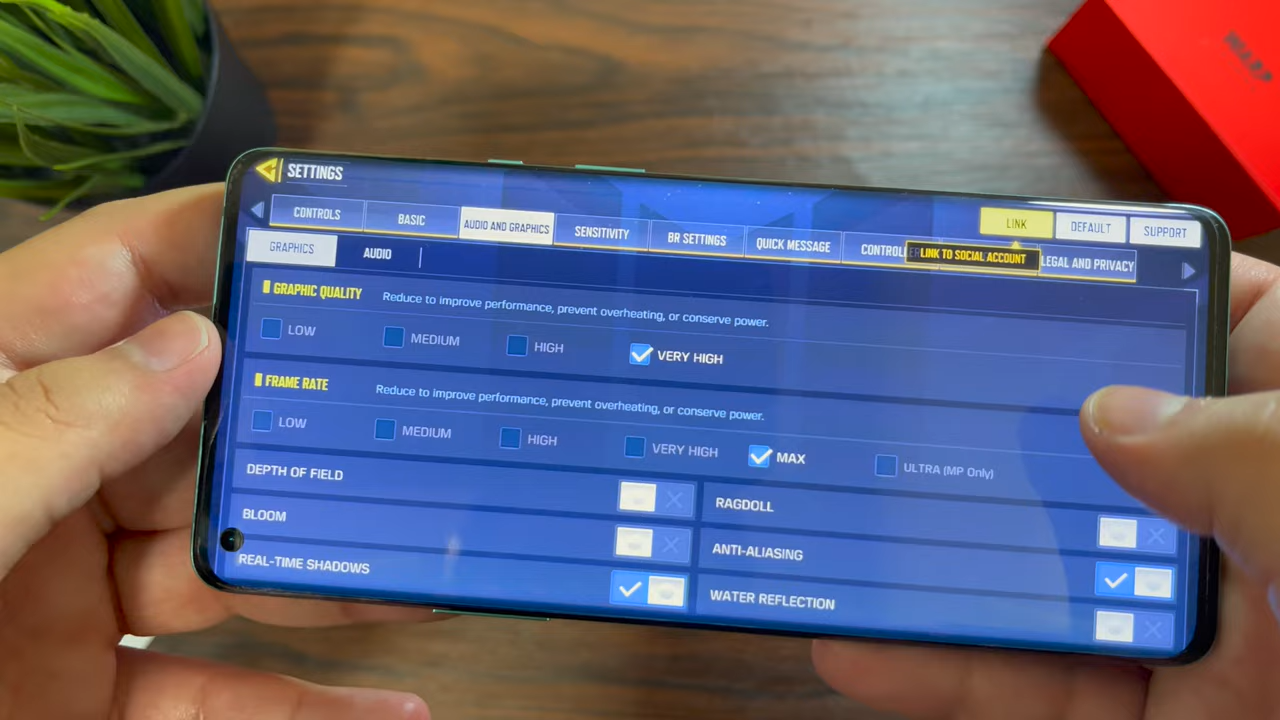 SETTINGS
CONTROLS BASIC AUDIO AND GRAPHICS SENSITIVITY BR SETTINGS QUICK MESSAGE LEGAL AND PRIVACY
LINK DEFAULT SUPPORT
LINK TO SOCIAL ACCOUNT
GRAPHICS AUDIO
GRAPHIC QUALITY Reduce to improve performance, prevent overheating, or conserve power.
LOW MEDIUM HIGH VERY HIGH
FRAME RATE Reduce to improve performance, prevent overheating, or conserve power.
LOW MEDIUM HIGH VERY HIGH MAX ULTRA (MP Only)
DEPTH OF FIELD
RAGDOLL
BLOOM
ANTI-ALIASING
REAL-TIME SHADOWS
WATER REFLECTION